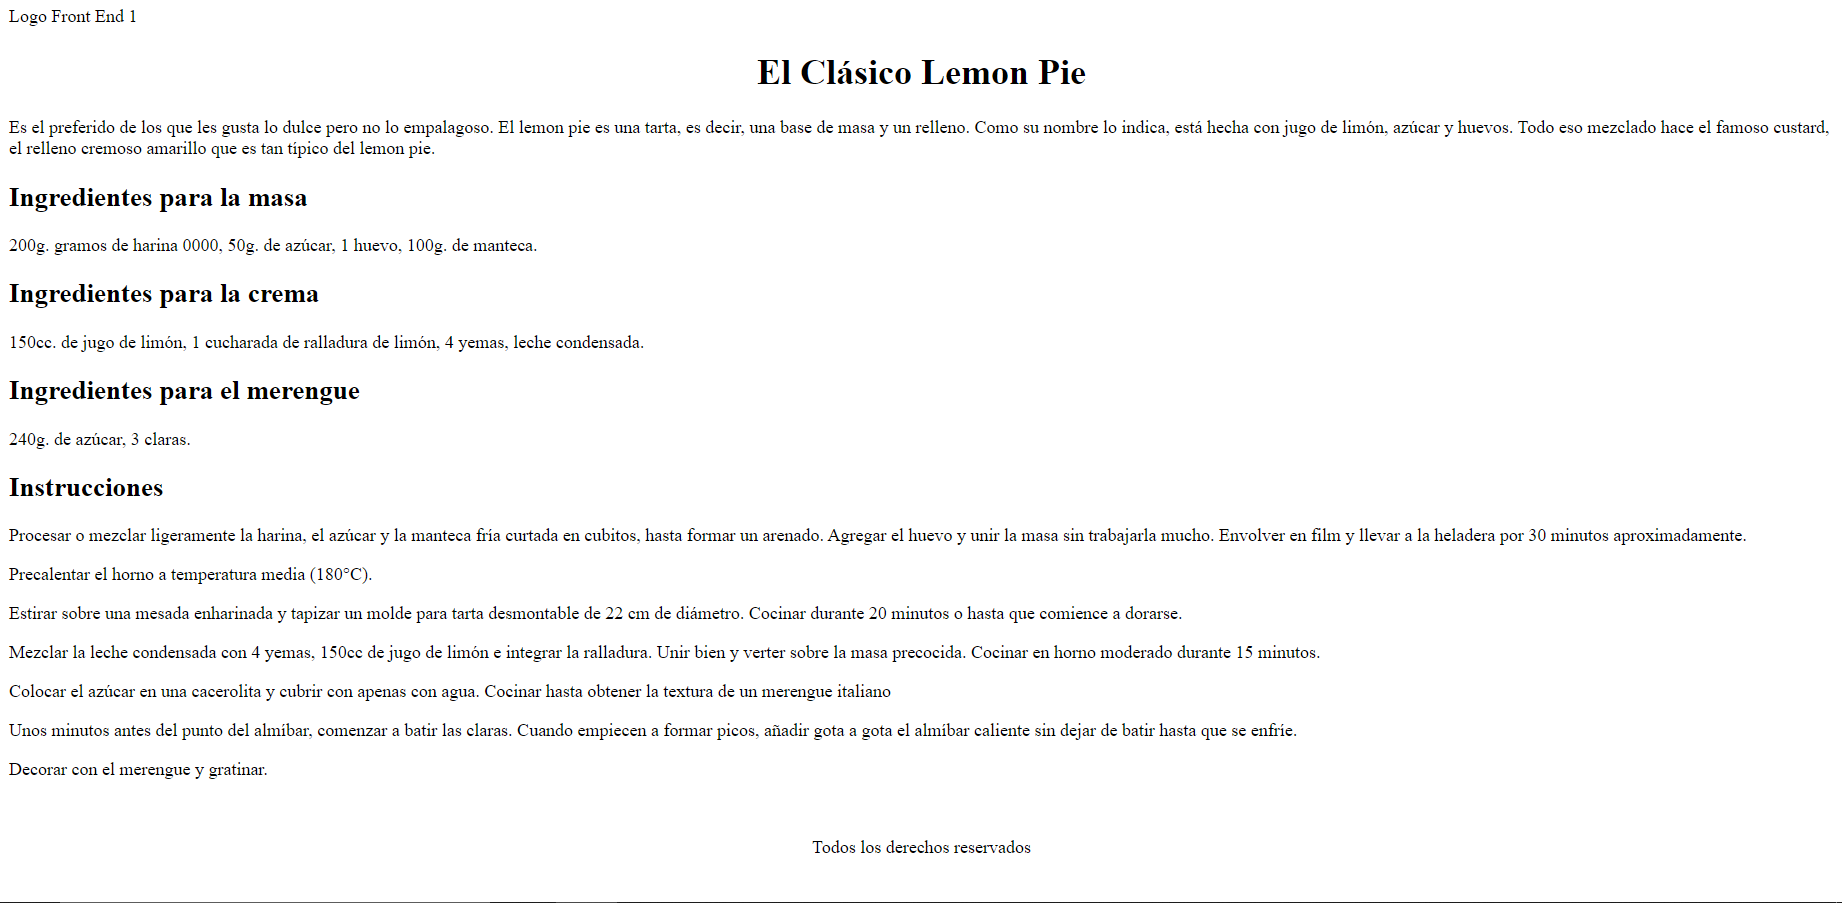 Logo Front End 1
El Clásico Lemon Pie
Es el preferido de los que les gusta lo dulce pero no lo empalagoso. El lemon pie es una tarta, es decir, una base de masa y un relleno. Como su nombre lo indica, está hecha con jugo de limón, azúcar y huevos. Todo eso mezclado hace el famoso custard,
el relleno cremoso amarillo que es tan típico del lemon pie.
Ingredientes para la masa
200g. gramos de harina 0000, 50g. de azúcar, 1 huevo, 100g. de manteca.
Ingredientes para la crema
150cc. de jugo de limón, 1 cucharada de ralladura de limón, 4 yemas, leche condensada.
Ingredientes para el merengue
240g. de azúcar, 3 claras.
Instrucciones
Procesar o mezclar ligeramente la harina, el azúcar y la manteca fría curtada en cubitos, hasta formar un arenado. Agregar el huevo y unir la masa sin trabajarla mucho. Envolver en film y llevar a la heladera por 30 minutos aproximadamente.
Precalentar el horno a temperatura media (180°C).
Estirar sobre una mesada enharinada y tapizar un molde para tarta desmontable de 22 cm de diámetro. Cocinar durante 20 minutos o hasta que comience a dorarse.
Mezclar la leche condensada con 4 yemas, 150cc de jugo de limón e integrar la ralladura. Unir bien y verter sobre la masa precocida. Cocinar en horno moderado durante 15 minutos.
Colocar el azúcar en una cacerolita y cubrir con apenas con agua. Cocinar hasta obtener la textura de un merengue italiano
Unos minutos antes del punto del almíbar, comenzar a batir las claras. Cuando empiecen a formar picos, añadir gota a gota el almíbar caliente sin dejar de batir hasta que se enfríe.
Decorar con el merengue y gratinar.
Todos los derechos reservados